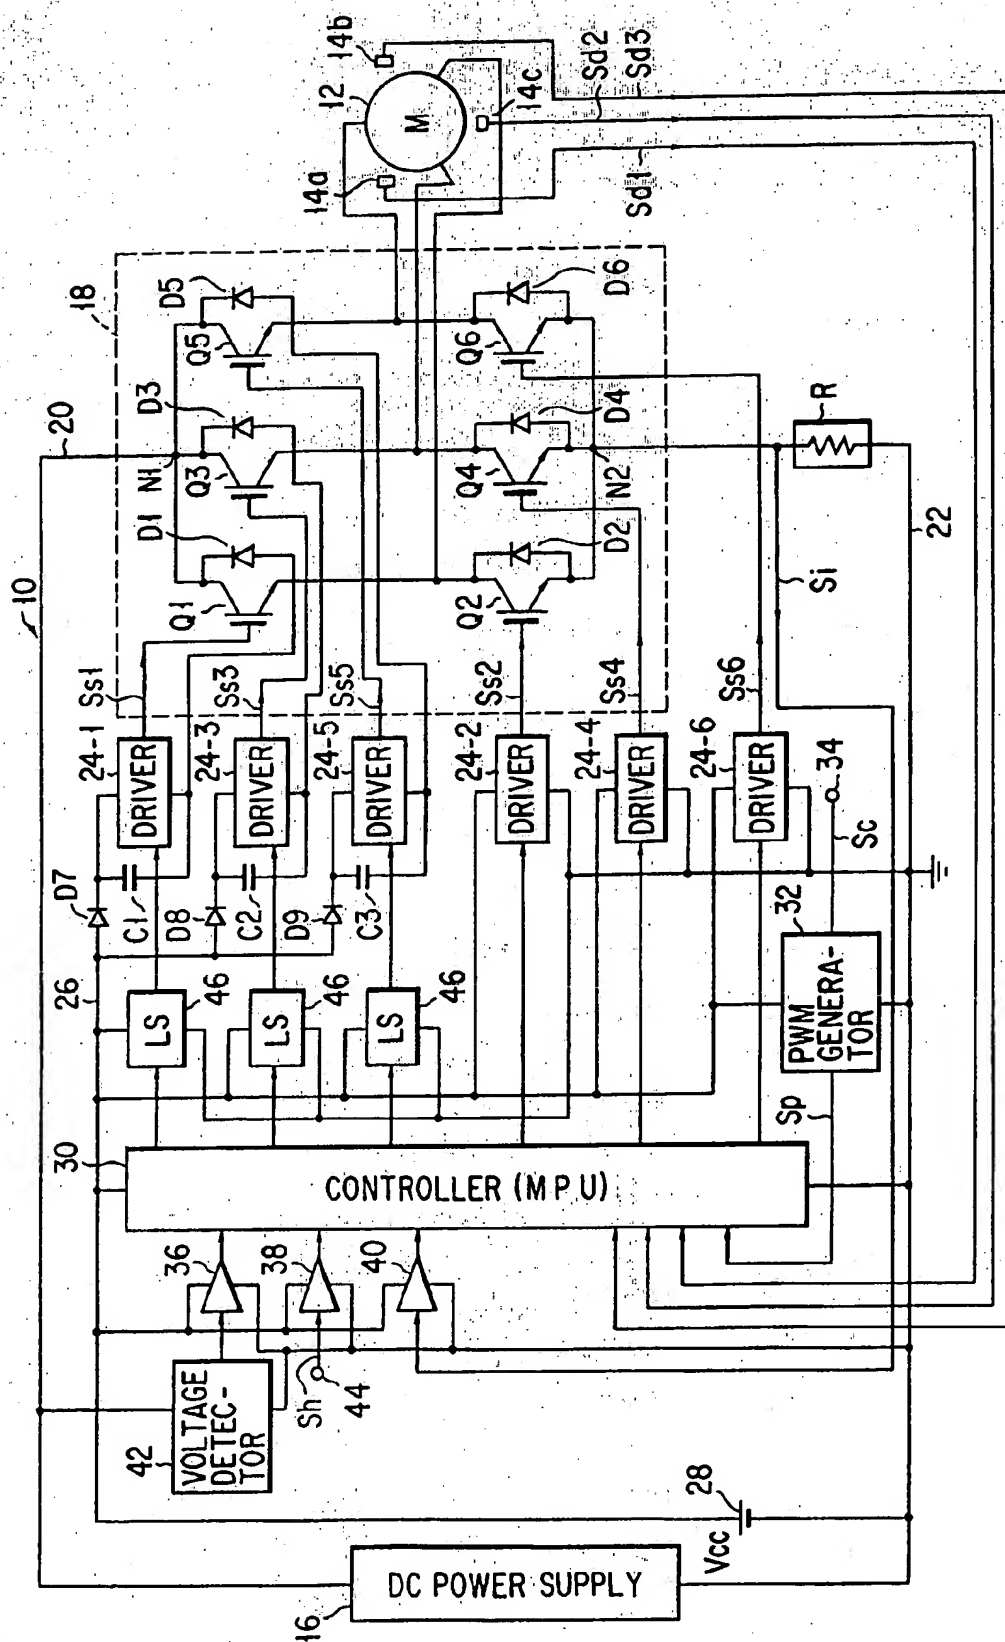 10
20
18
N1
Q1
D1
Q3
D3
Q5
D5
Q2
D2
Q4
D4
Q6
D6
N2
R
22
Si
12
M
14a
14b
14c
Sd1
Sd2
Sd3
Ss1
Ss3
Ss5
Ss2
Ss4
Ss6
24-1
DRIVER
24-3
DRIVER
24-5
DRIVER
24-2
DRIVER
24-4
DRIVER
24-6
DRIVER
D7
C1
D8
C2
D9
C3
26
LS
46
LS
46
LS
46
34
Sc
32
PWM
GENERA-
TOR
Sp
30
CONTROLLER (MPU)
36
38
40
Sh
44
42
VOLTAGE
DETEC-
TOR
28
Vcc
16
DC POWER SUPPLY